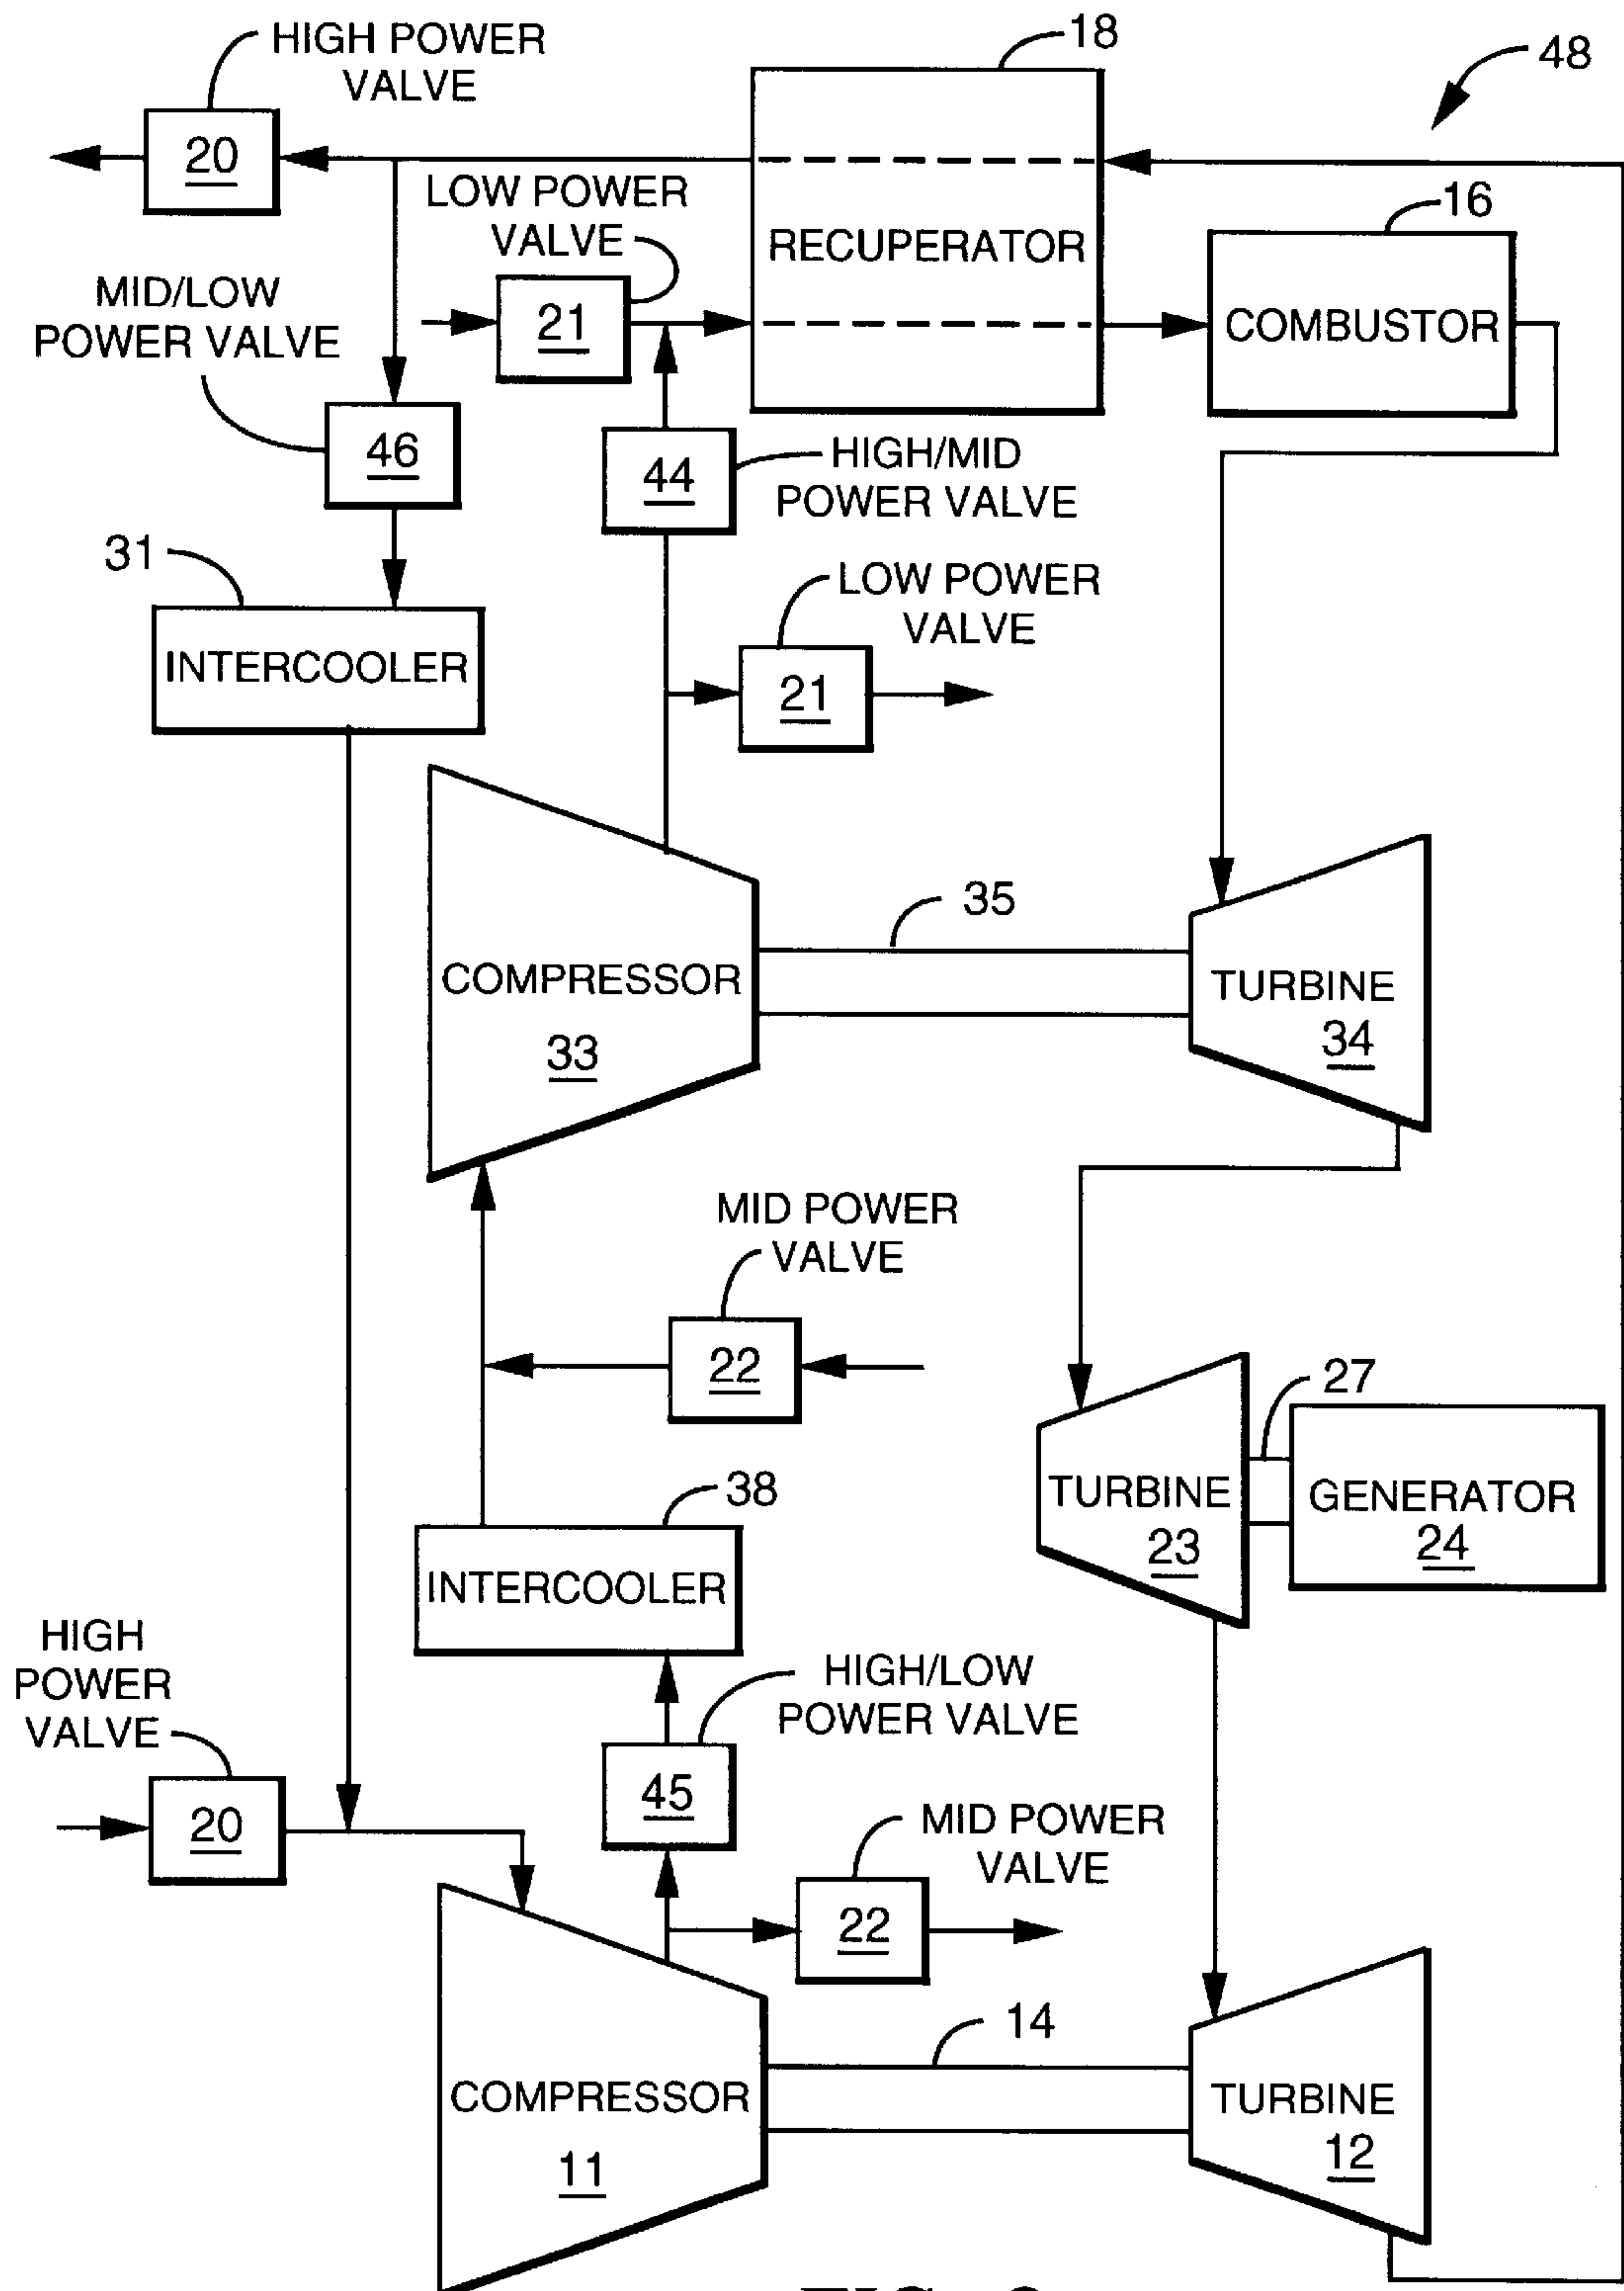 HIGH POWER
VALVE
18
48
20
LOW POWER
VALVE
16
RECUPERATOR
MID/LOW
POWER VALVE
21
COMBUSTOR
46
44
HIGH/MID
POWER VALVE
31
LOW POWER
VALVE
INTERCOOLER
21
35
COMPRESSOR
33
TURBINE
34
MID POWER
VALVE
22
27
TURBINE
23
GENERATOR
24
38
INTERCOOLER
HIGH
POWER
VALVE
HIGH/LOW
POWER VALVE
45
20
MID POWER
VALVE
22
14
COMPRESSOR
11
TURBINE
12